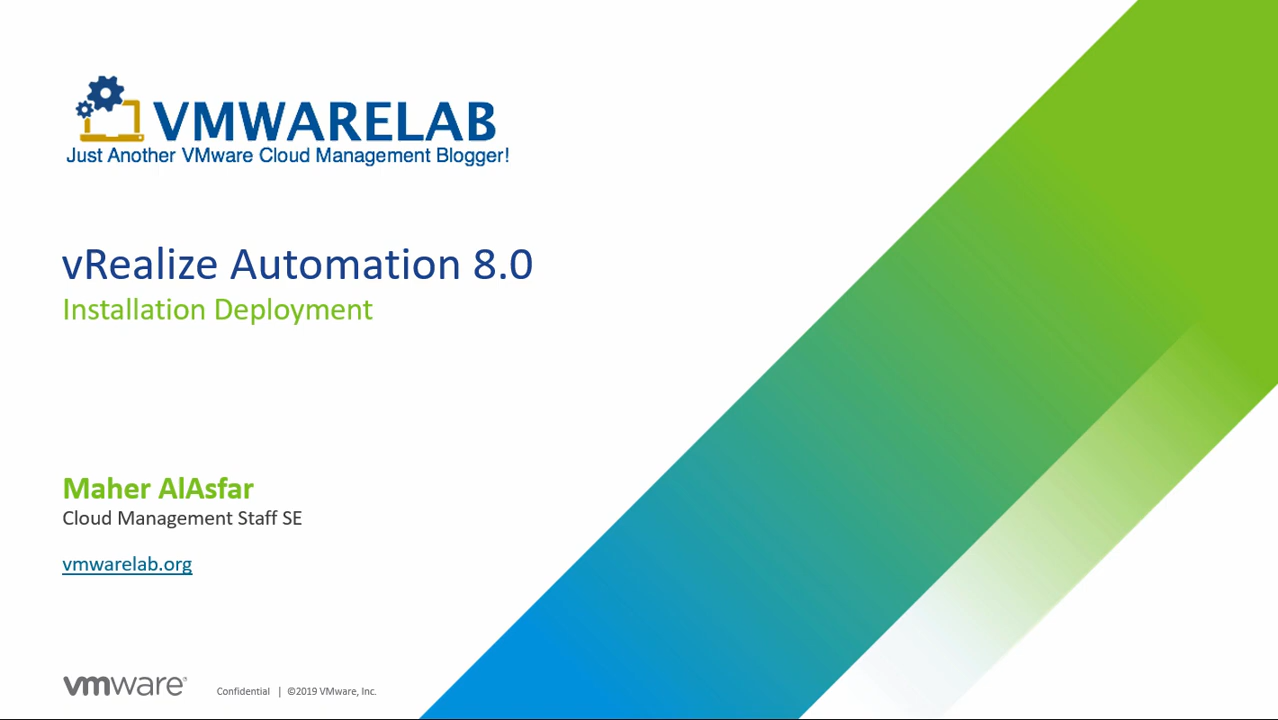 VMWARELAB
Just Another VMware Cloud Management Blogger!
vRealize Automation 8.0
Installation Deployment
Maher AlAsfar
Cloud Management Staff SE
vmwarelab.org
vmware® Confidential | ©2019 VMware, Inc.